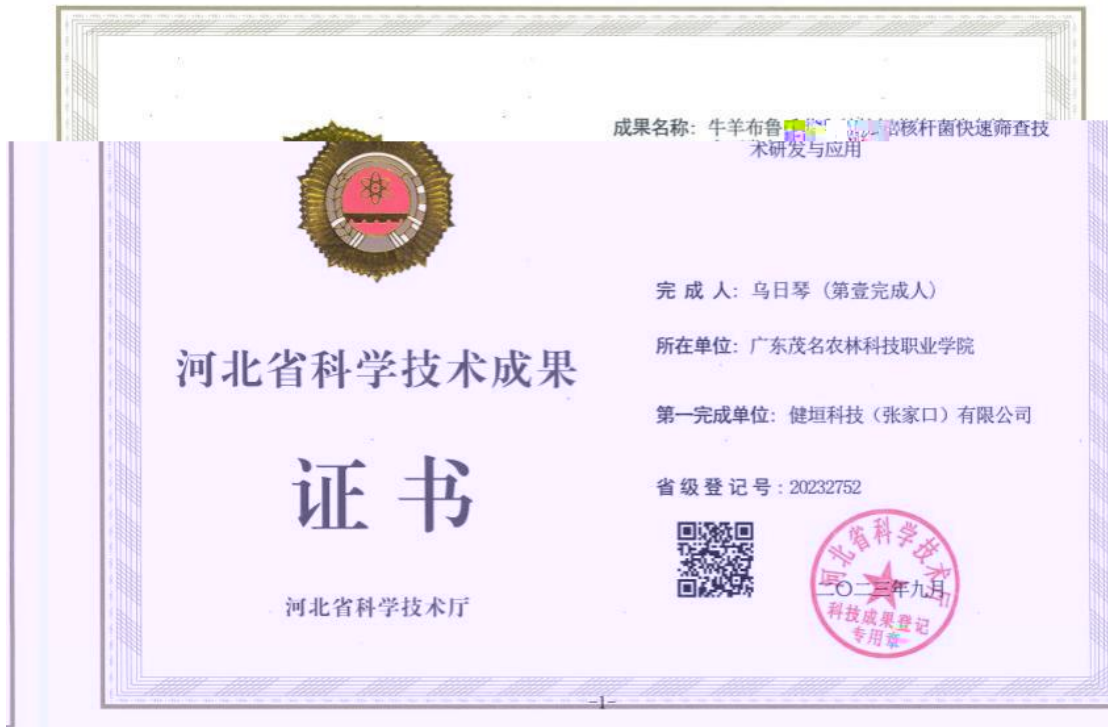 成果名称：牛羊布鲁 核杆菌快速筛查技
术研发与应用
河北省科学技术成果
证书
河北省科学技术厅
完成人：乌日琴（第壹完成人）
所在单位：广东茂名农林科技职业学院
第一完成单位：健垣科技（张家口）有限公司
省级登记号：20232752
河北省科学技术厅
二〇二三年九月
科技成果登记
专用章
-1-